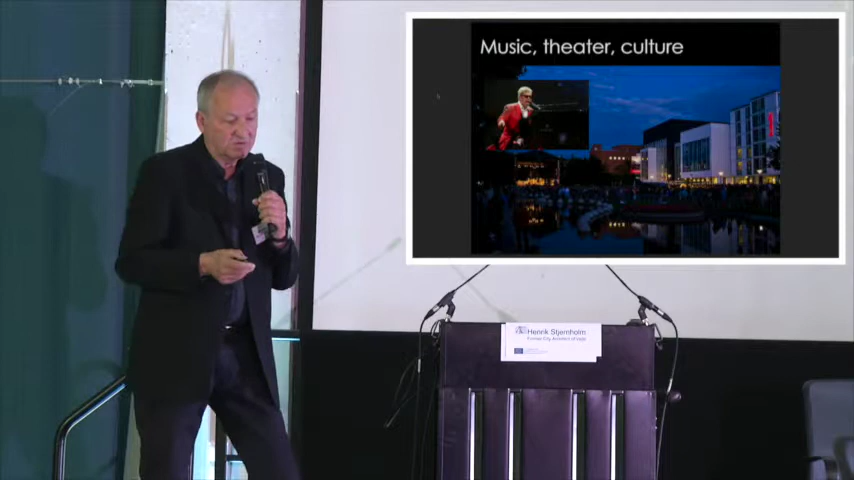 Music, theater, culture
Henrik Stjernholm
Former City Architect of Vejle